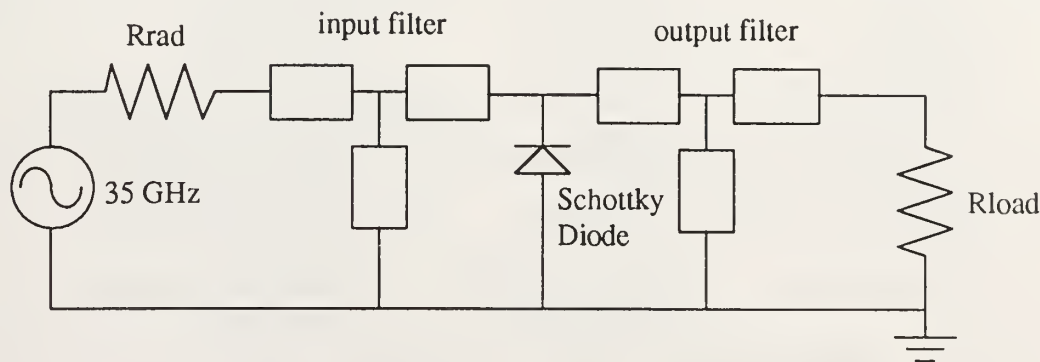 input filter
output filter
Rrad
35 GHz
Schottky
Diode
Rload